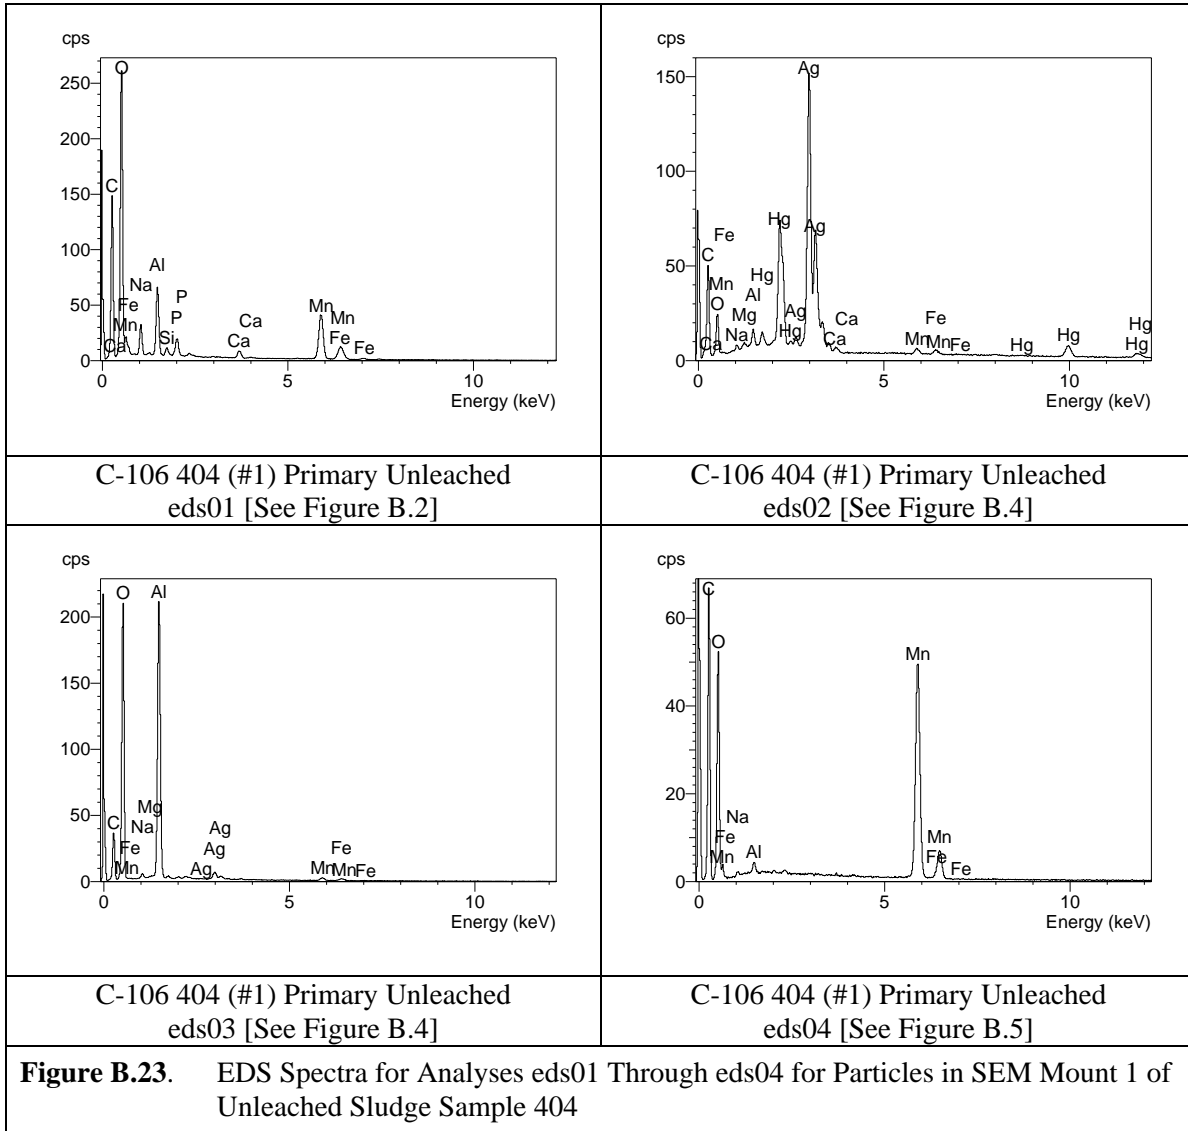 cps
O
250
200
150
C
100
Al
Na
P
50
Fe
Mn
P
Ca
Mn
Mn
Si
Ca
Fe
Fe
Ca
0
0
5
10
Energy (keV)
C-106 404 (#1) Primary Unleached
eds01 [See Figure B.2]
cps
150
Ag
100
Hg
Fe
Ag
C
50
Mn
Hg
Al
O
Mg
Ag
Ca
Fe
Hg
Na
Hg
Ca
Mn
Mn
Fe
Hg
Hg
Hg
Ca
0
0
5
10
Energy (keV)
C-106 404 (#1) Primary Unleached
eds02 [See Figure B.4]
cps
O
Al
200
150
100
Mg
50
C
Na
Ag
Fe
Ag
Fe
Mn
Ag
Mn
Mn
Fe
0
0
5
10
Energy (keV)
C-106 404 (#1) Primary Unleached
eds03 [See Figure B.4]
cps
C
60
O
Mn
40
20
Na
Fe
Mn
Mn
Al
Fe
Fe
0
0
5
10
Energy (keV)
C-106 404 (#1) Primary Unleached
eds04 [See Figure B.5]
Figure B.23. EDS Spectra for Analyses eds01 Through eds04 for Particles in SEM Mount 1 of
Unleached Sludge Sample 404